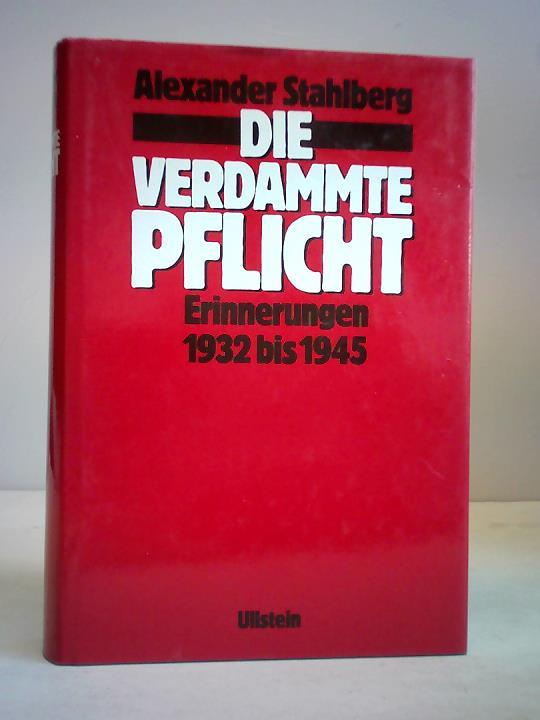 Alexander Stahlberg
DIE
VERDAMMTE
PFLICHT
Erinnerungen
1932 bis 1945
Ullstein